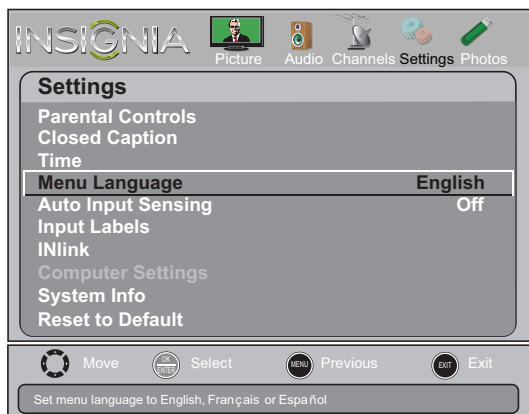 INSIGNIA
Picture Audio Channels Settings Photos
Settings
Parental Controls
Closed Caption
Time
Menu Language English
Auto Input Sensing Off
Input Labels
INlink
Computer Settings
System Info
Reset to Default
Move OK ENTER Select MENU Previous EXIT Exit
Set menu language to English, Français or Español